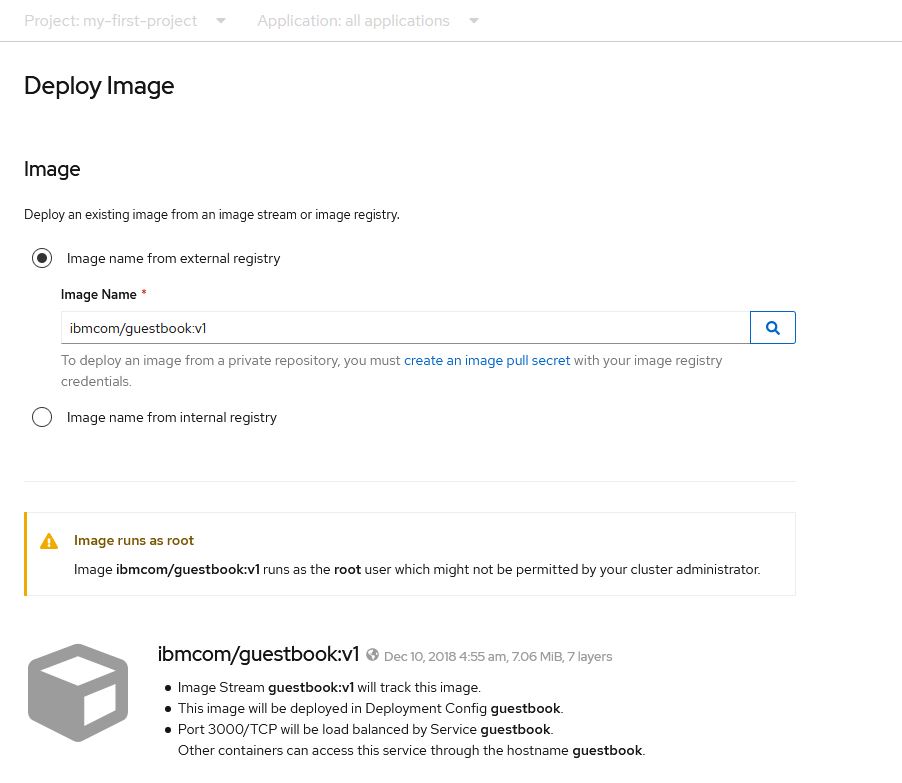 Project: my-first-project Application: all applications
Deploy Image
Image
Deploy an existing image from an image stream or image registry.
Image name from external registry
Image Name *
ibmcom/guestbook:v1
To deploy an image from a private repository, you must create an image pull secret with your image registry
credentials.
Image name from internal registry
Image runs as root
Image ibmcom/guestbook:v1 runs as the root user which might not be permitted by your cluster administrator.
ibmcom/guestbook:v1 Dec 10, 2018 4:55 am, 7.06 MiB, 7 layers
• Image Stream guestbook:v1 will track this image.
• This image will be deployed in Deployment Config guestbook.
• Port 3000/TCP will be load balanced by Service guestbook.
Other containers can access this service through the hostname guestbook.